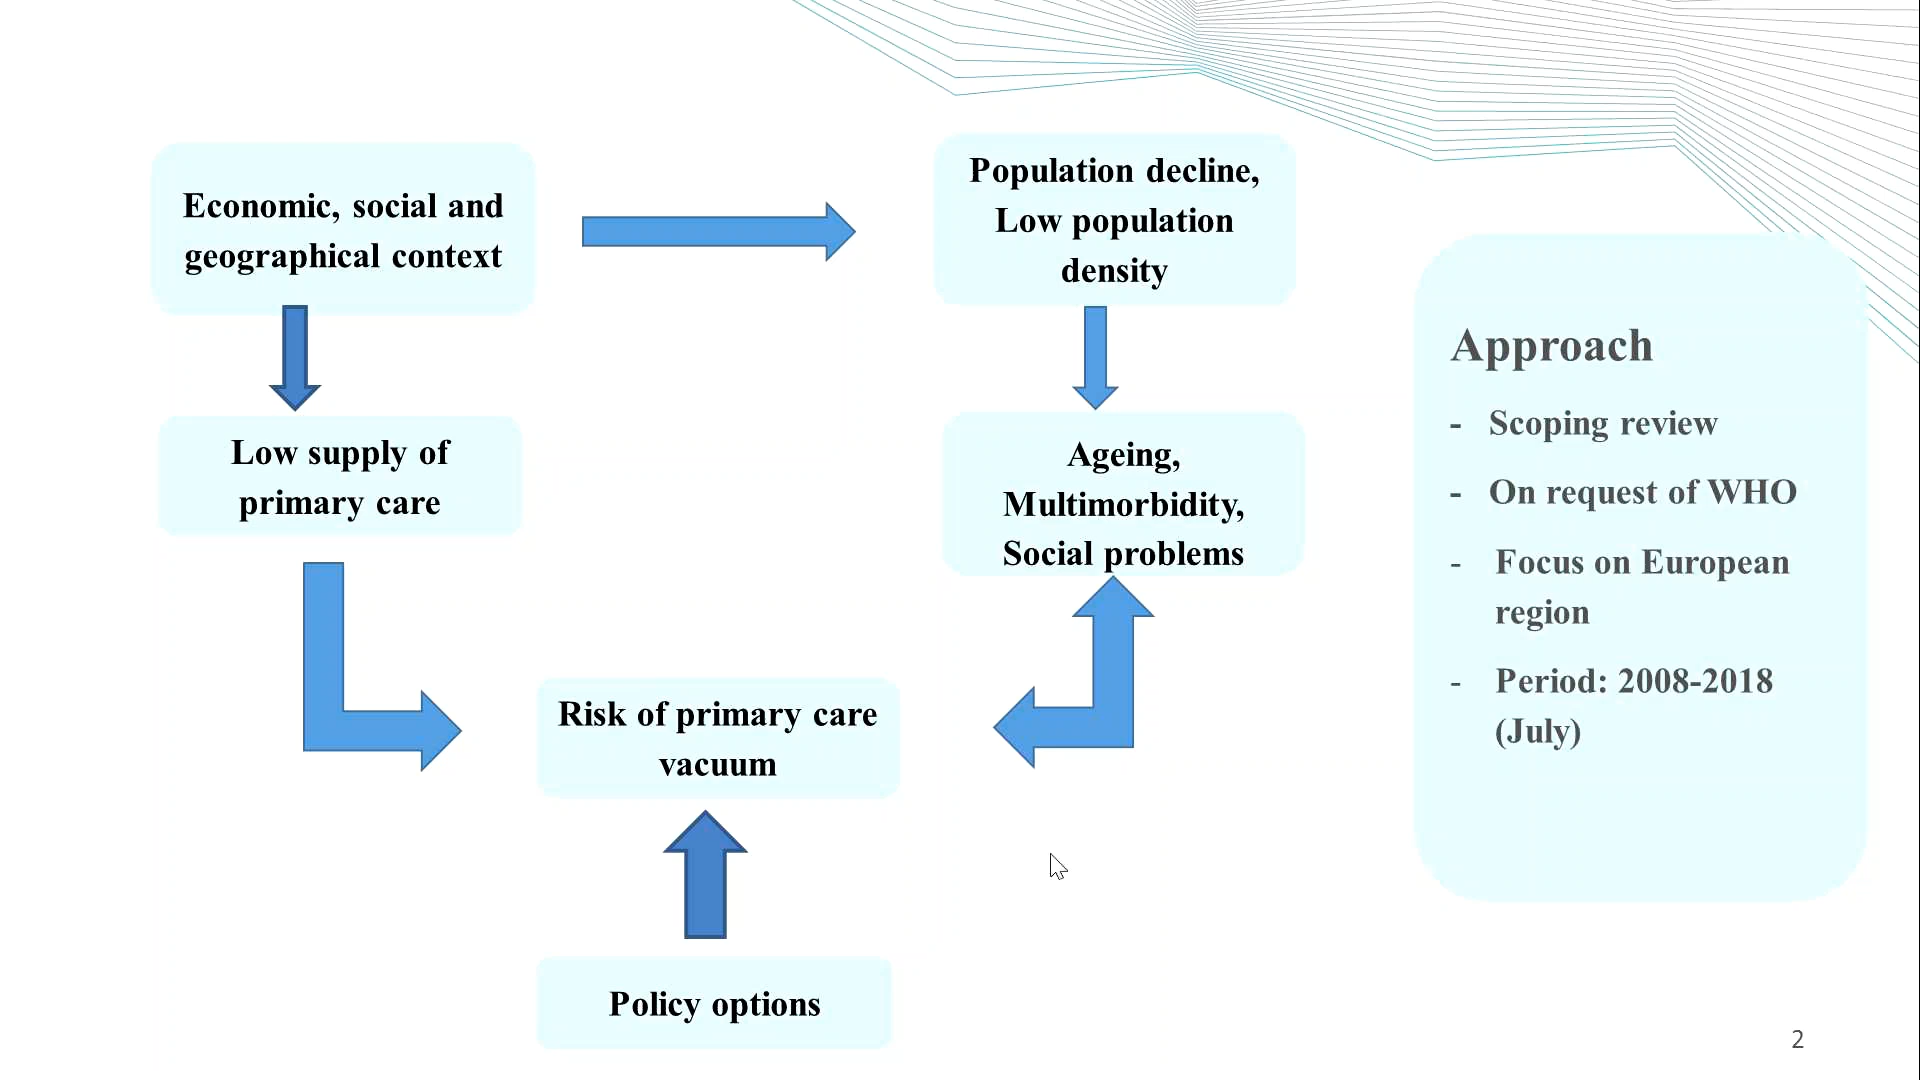 Economic, social and
geographical context
Population decline,
Low population
density
Low supply of
primary care
Ageing,
Multimorbidity,
Social problems
Risk of primary care
vacuum
Policy options
Approach
- Scoping review
- On request of WHO
- Focus on European
region
- Period: 2008-2018
(July)
2